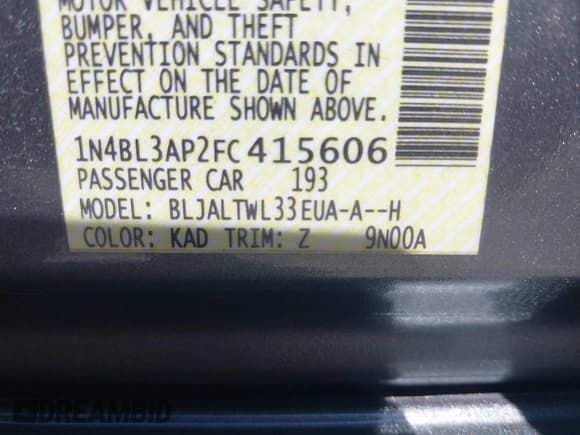 MOTOR VEHICLE SAFETY,
BUMPER, AND THEFT
PREVENTION STANDARDS IN
EFFECT ON THE DATE OF
MANUFACTURE SHOWN ABOVE.
1N4BL3AP2FC415606
PASSENGER CAR 193
MODEL: BLJALTWL33EUA-A--H
COLOR: KAD TRIM: Z 9N00A
DREAMBID